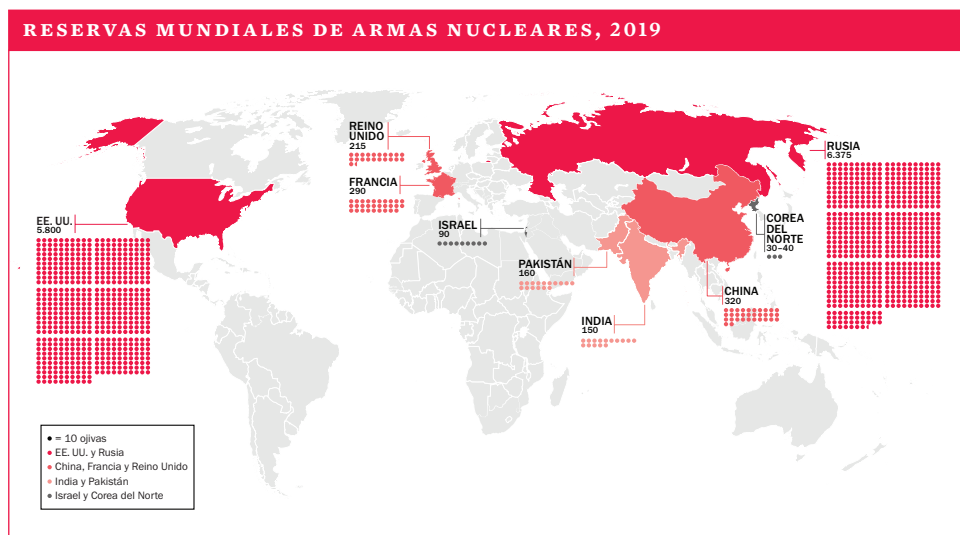 RESERVAS MUNDIALES DE ARMAS NUCLEARES, 2019
REINO
UNIDO
215
FRANCIA
290
RUSIA
6.375
EE. UU.
5.800
ISRAEL
90
COREA
DEL
NORTE
30–40
PAKISTÁN
160
CHINA
320
INDIA
150
= 10 ojivas
EE. UU. y Rusia
China, Francia y Reino Unido
India y Pakistán
Israel y Corea del Norte